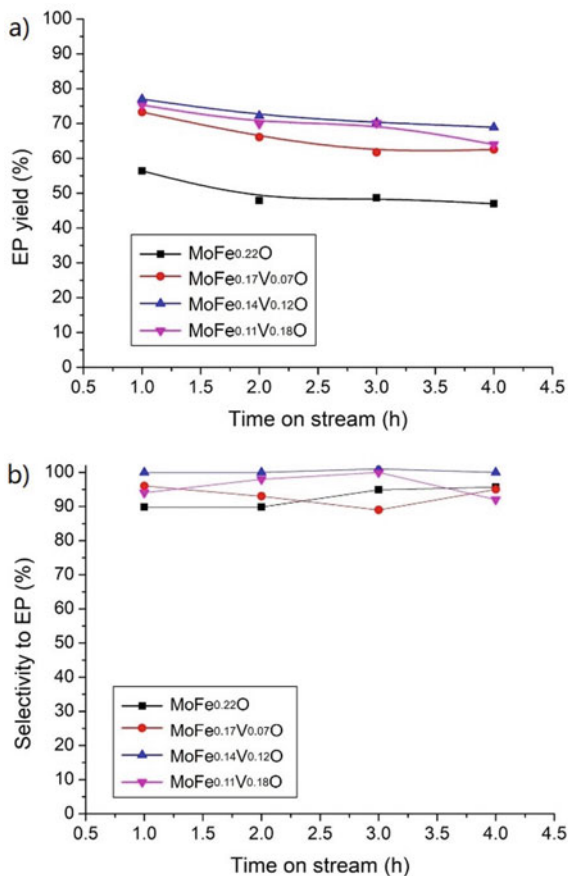 a)
100
90
80
70
60
50
40
30
20
10
0
EP yield (%)
MoFe0.22O
MoFe0.17V0.07O
MoFe0.14V0.12O
MoFe0.11V0.18O
0.5 1.0 1.5 2.0 2.5 3.0 3.5 4.0 4.5
Time on stream (h)
b)
100
90
80
70
60
50
40
30
20
10
0
Selectivity to EP (%)
MoFe0.22O
MoFe0.17V0.07O
MoFe0.14V0.12O
MoFe0.11V0.18O
0.5 1.0 1.5 2.0 2.5 3.0 3.5 4.0 4.5
Time on stream (h)